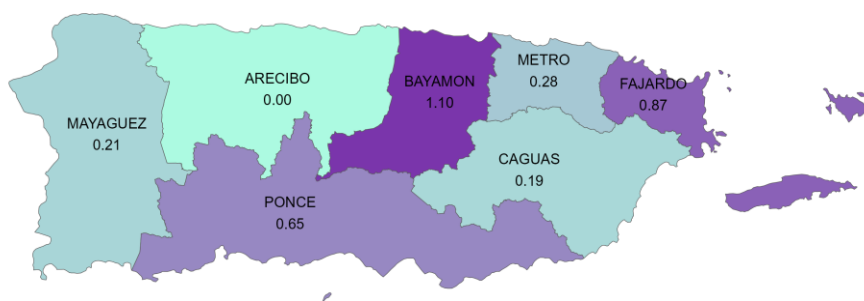 METRO
0.28
ARECIBO
0.00
BAYAMON
1.10
FAJARDO
0.87
MAYAGUEZ
0.21
CAGUAS
0.19
PONCE
0.65